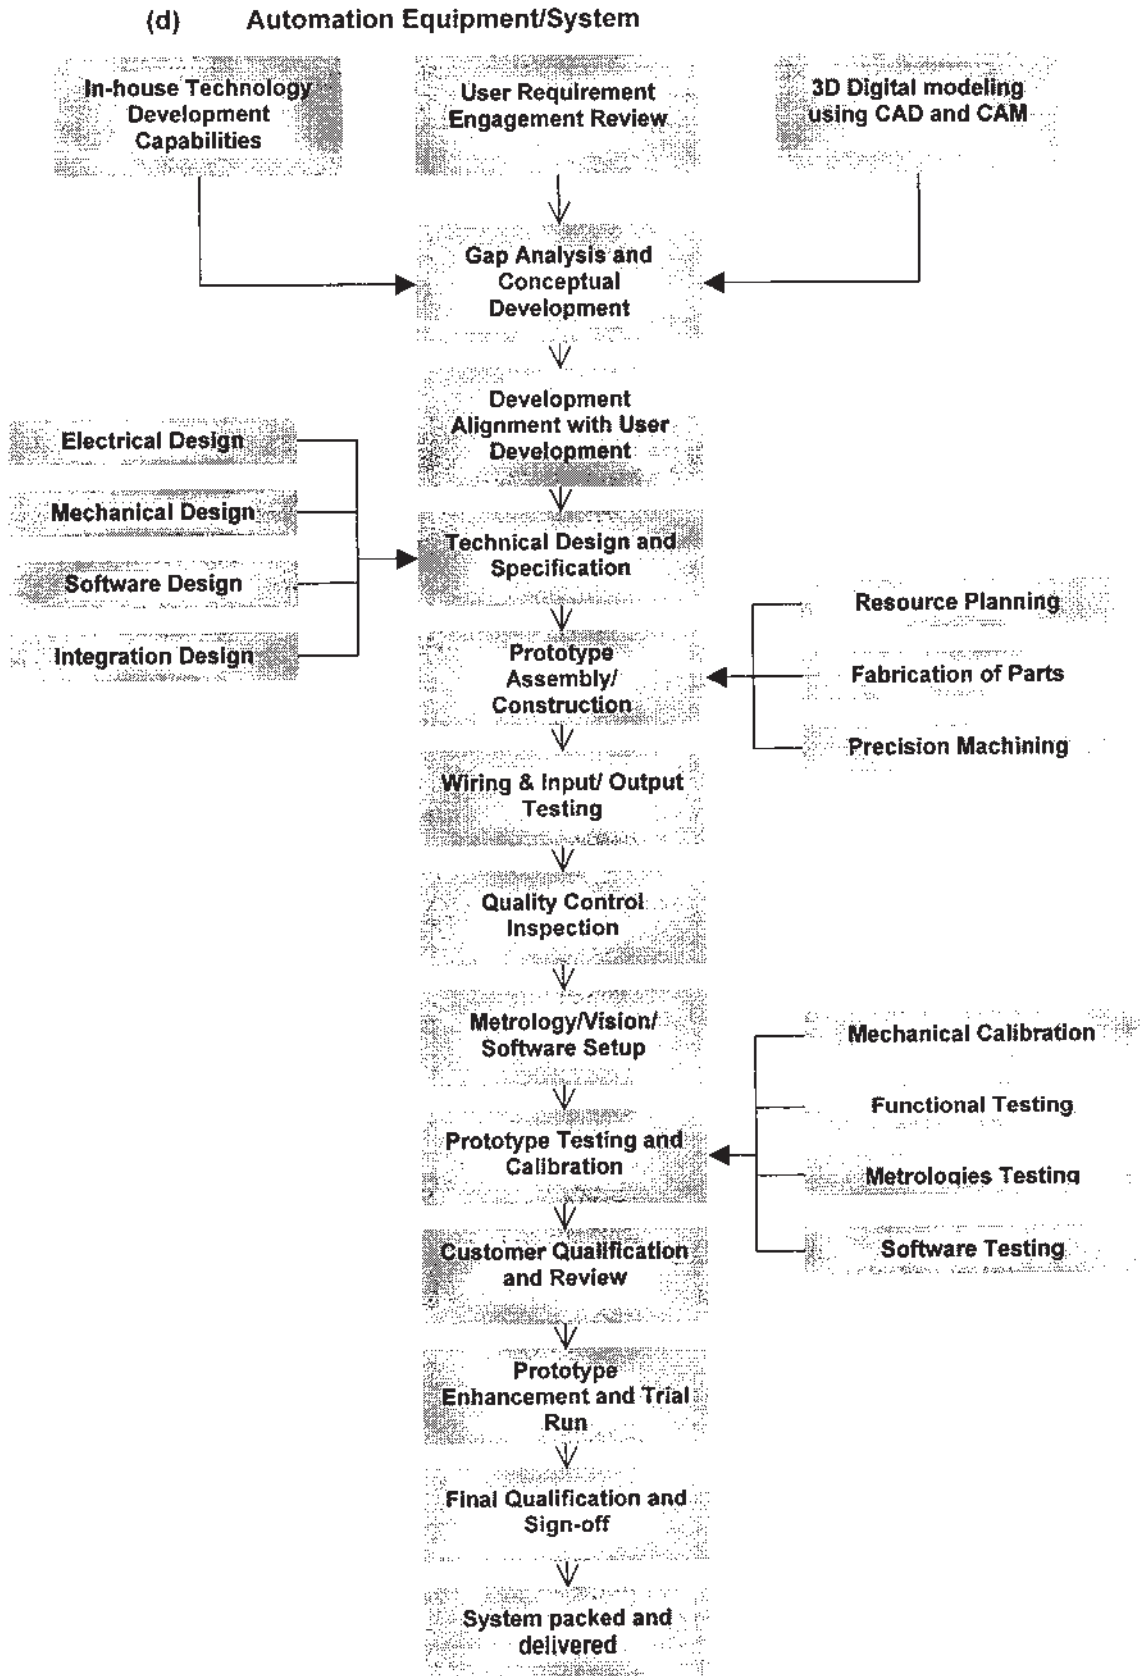 (d) Automation Equipment/System
In-house Technology
Development
Capabilities
User Requirement
Engagement Review
3D Digital modeling
using CAD and CAM
Gap Analysis and
Conceptual
Development
Development
Alignment with User
Development
Electrical Design
Mechanical Design
Software Design
Integration Design
Technical Design and
Specification
Prototype
Assembly/
Construction
Resource Planning
Fabrication of Parts
Precision Machining
Wiring & Input/ Output
Testing
Quality Control
Inspection
Metrology/Vision/
Software Setup
Prototype Testing and
Calibration
Mechanical Calibration
Functional Testing
Metrologies Testing
Software Testing
Customer Qualification
and Review
Prototype
Enhancement and Trial
Run
Final Qualification and
Sign-off
System packed and
delivered